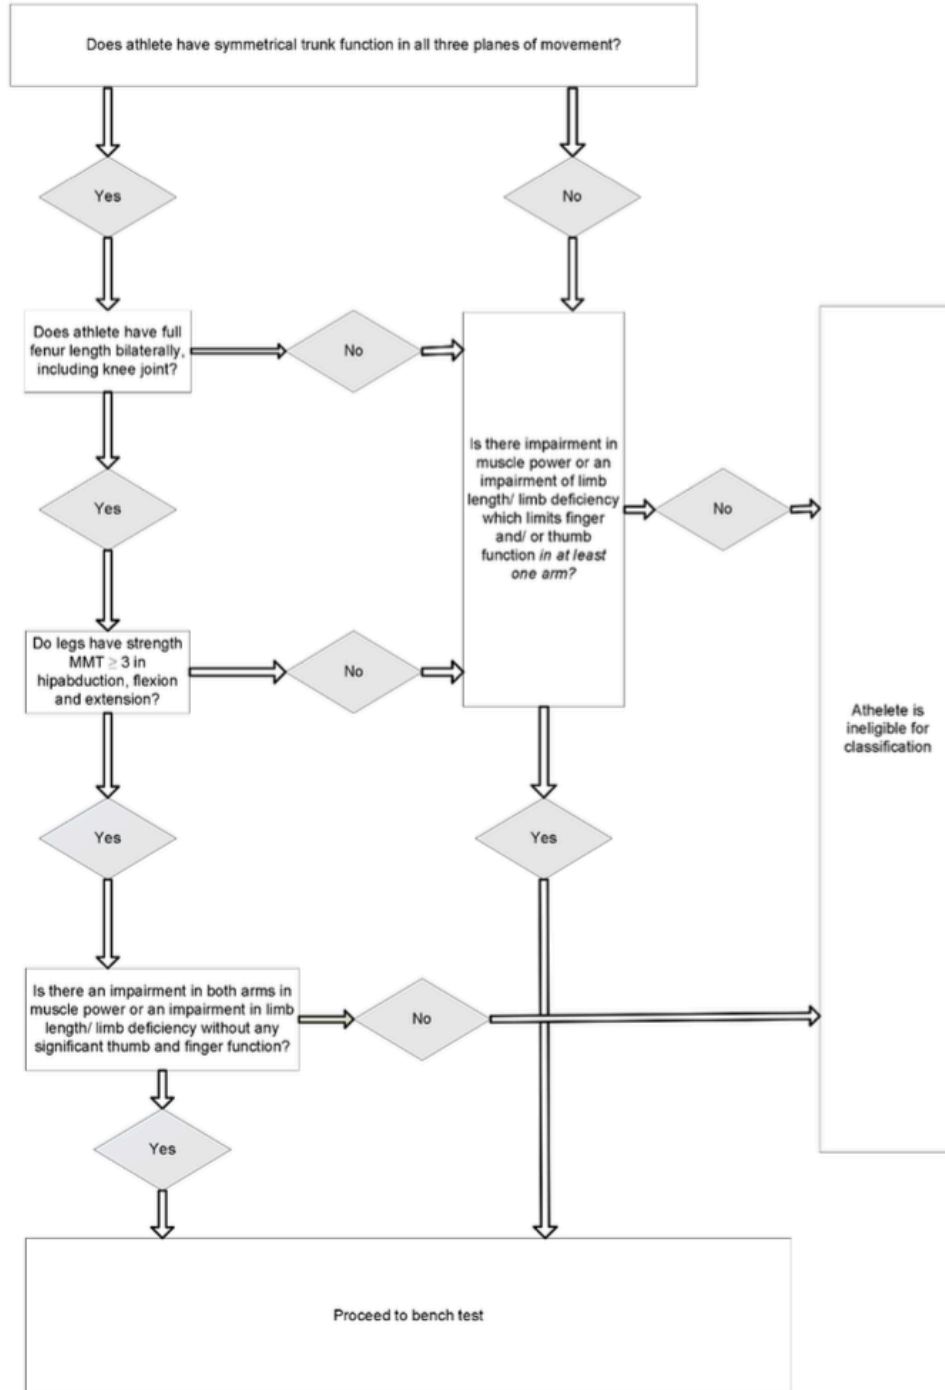 Does athlete have symmetrical trunk function in all three planes of movement?
Yes
No
Does athlete have full
fenur length bilaterally,
including knee joint?
No
Is there impairment in
muscle power or an
impairment of limb
length/ limb deficiency
which limits finger
and/ or thumb
function in at least
one arm?
Yes
No
Do legs have strength
MMT ≥ 3 in
hipabduction, flexion
and extension?
No
Athelete is
ineligible for
classification
Yes
Yes
Is there an impairment in both arms in
muscle power or an impairment in limb
length/ limb deficiency without any
significant thumb and finger function?
No
Yes
Proceed to bench test